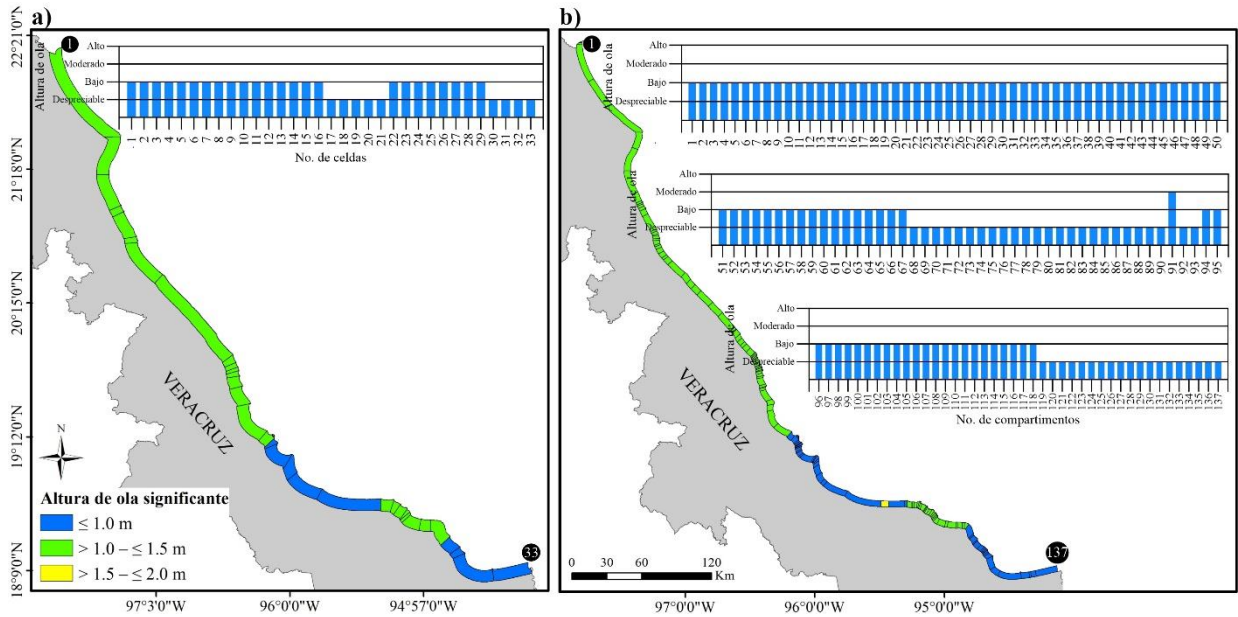 a)
1
Altura de ola
Alto
Moderado
Bajo
Despreciable
1 2 3 4 5 6 7 8 9 10 11 12 13 14 15 16 17 18 19 20 21 22 23 24 25 26 27 28 29 30 31 32 33
No. de celdas
22°21'0"N
21°18'0"N
20°15'0"N
19°12'0"N
18°9'0"N
VERACRUZ
N
Altura de ola significante
≤ 1.0 m
> 1.0 – ≤ 1.5 m
> 1.5 – ≤ 2.0 m
33
97°3'0"W 96°0'0"W 94°57'0"W
b)
1
Altura de ola
Alto
Moderado
Bajo
Despreciable
1 2 3 4 5 6 7 8 9 10 11 12 13 14 15 16 17 18 19 20 21 22 23 24 25 26 27 28 29 30 31 32 33 34 35 36 37 38 39 40 41 42 43 44 45 46 47 48 49 50
Altura de ola
Alto
Moderado
Bajo
Despreciable
51 52 53 54 55 56 57 58 59 60 61 62 63 64 65 66 67 68 69 70 71 72 73 74 75 76 77 78 79 80 81 82 83 84 85 86 87 88 89 90 91 92 93 94 95
Altura de ola
Alto
Moderado
Bajo
Despreciable
96 97 98 99 100 101 102 103 104 105 106 107 108 109 110 111 112 113 114 115 116 117 118 119 120 121 122 123 124 125 126 127 128 129 130 131 132 133 134 135 136 137
No. de compartimentos
VERACRUZ
137
0 30 60 120
Km
97°0'0"W 96°0'0"W 95°0'0"W